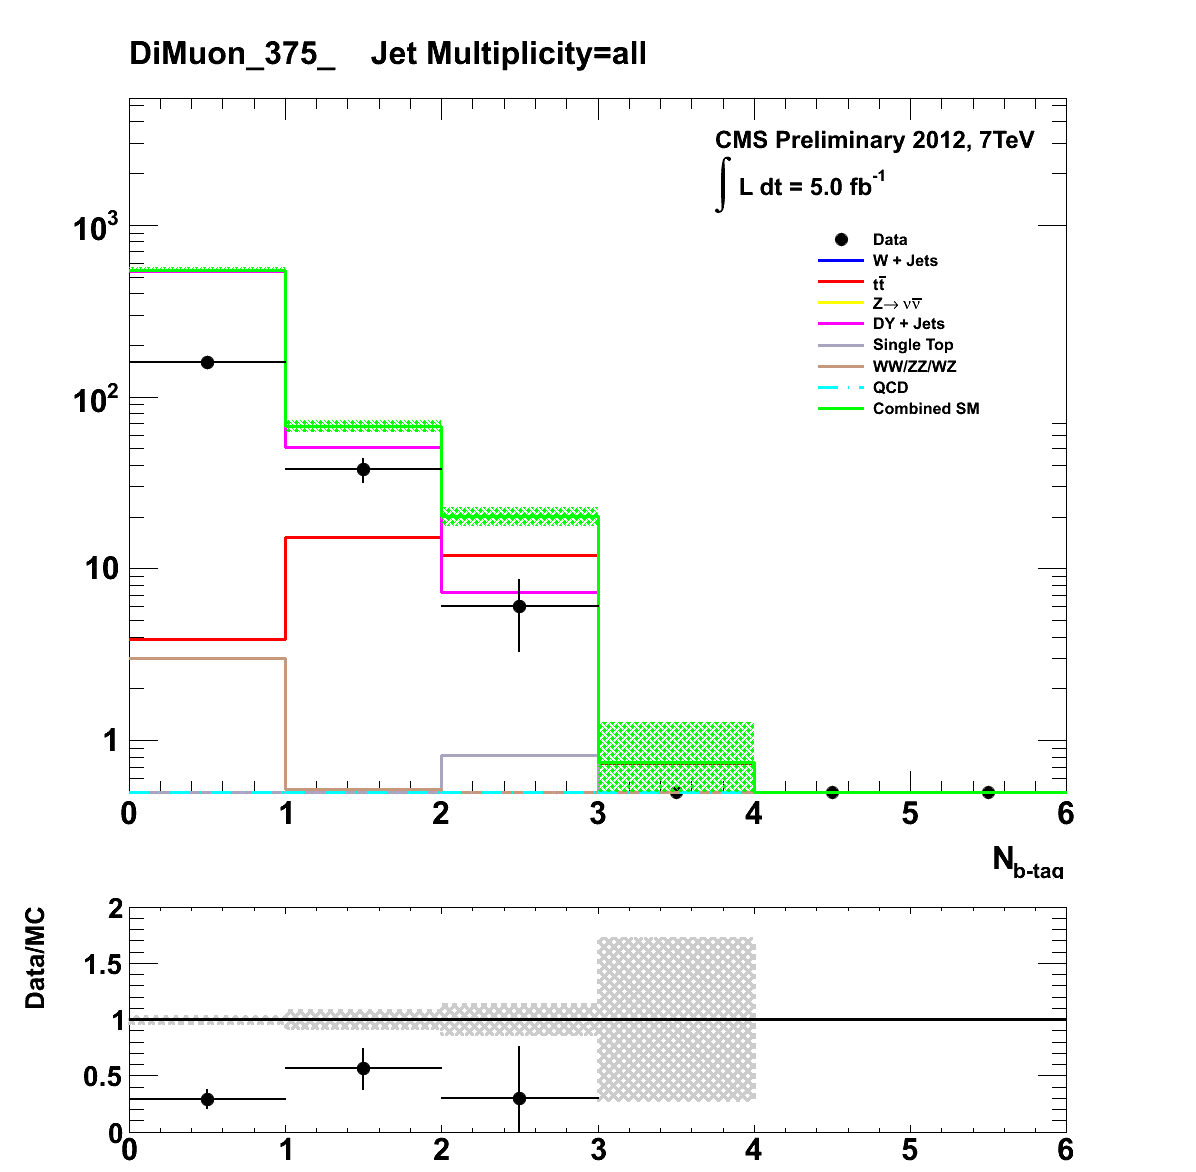 DiMuon_375_ Jet Multiplicity=all
CMS Preliminary 2012, 7TeV
∫ L dt = 5.0 fb⁻¹
Data
W + Jets
tt̅
Z→ νν̅
DY + Jets
Single Top
WW/ZZ/WZ
QCD
Combined SM
10³
10²
10
1
0 1 2 3 4 5 6
N_b-tag
Data/MC
2
1.5
1
0.5
0
0 1 2 3 4 5 6